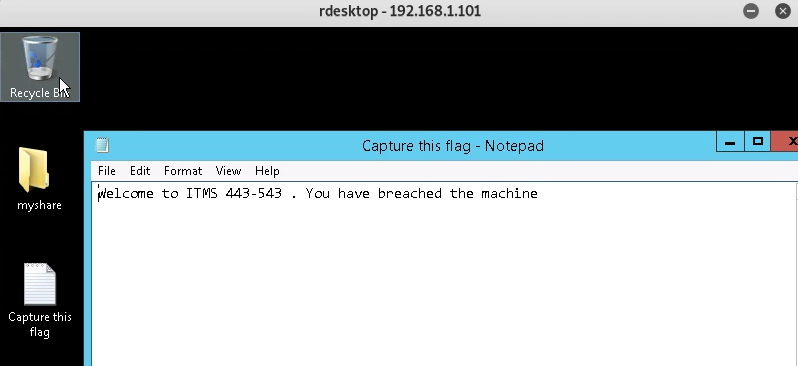 rdesktop - 192.168.1.101
Recycle Bin
Capture this flag - Notepad
File Edit Format View Help
Welcome to ITMS 443-543 . You have breached the machine
myshare
Capture this
flag